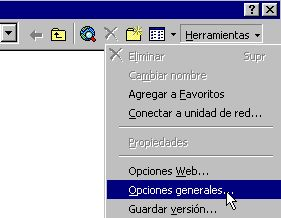 Herramientas
Eliminar Supr
Cambiar nombre
Agregar a Favoritos
Conectar a unidad de red...
Propiedades
Opciones Web...
Opciones generales...
Guardar versión...